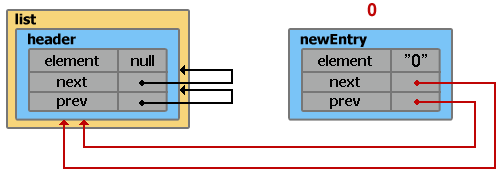 0
list
header
element null
next
prev
newEntry
element "0"
next
prev